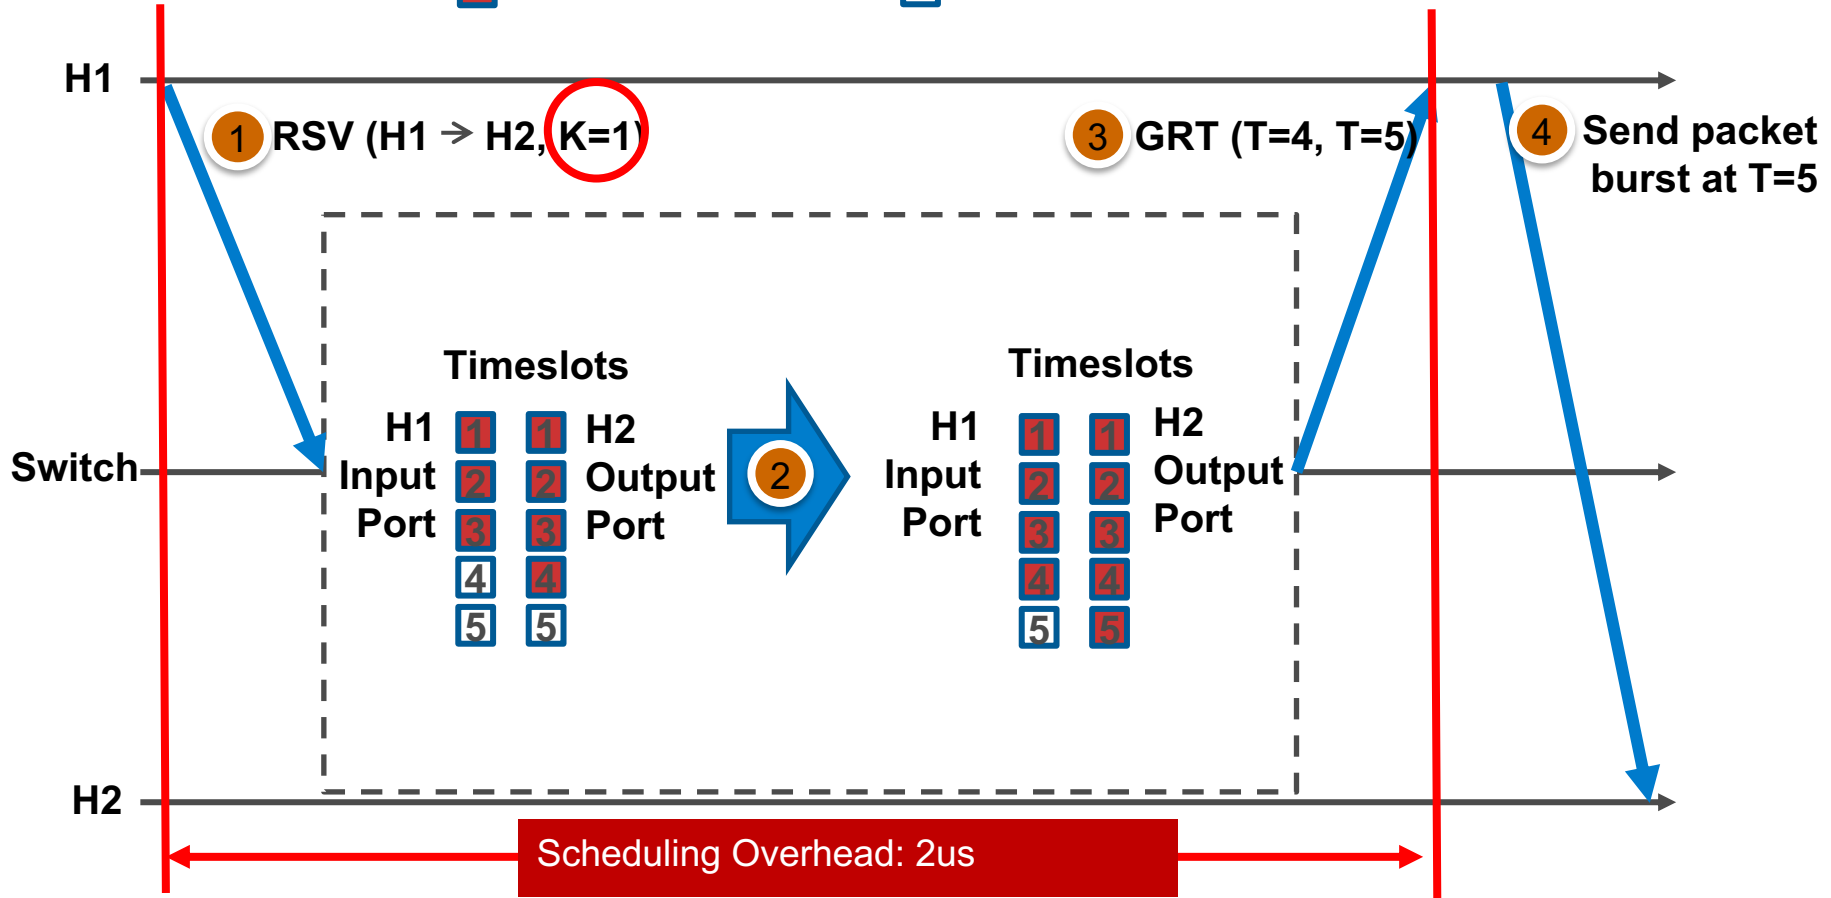 H1
1 RSV (H1 → H2, K=1)
3 GRT (T=4, T=5)
4 Send packet
burst at T=5
Timeslots
H1
Input
Port
1 1
2 2
3 3
4 4
5 5
H2
Output
Port
2
Timeslots
H1
Input
Port
1 1
2 2
3 3
4 4
5 5
H2
Output
Port
Switch
H2
Scheduling Overhead: 2us